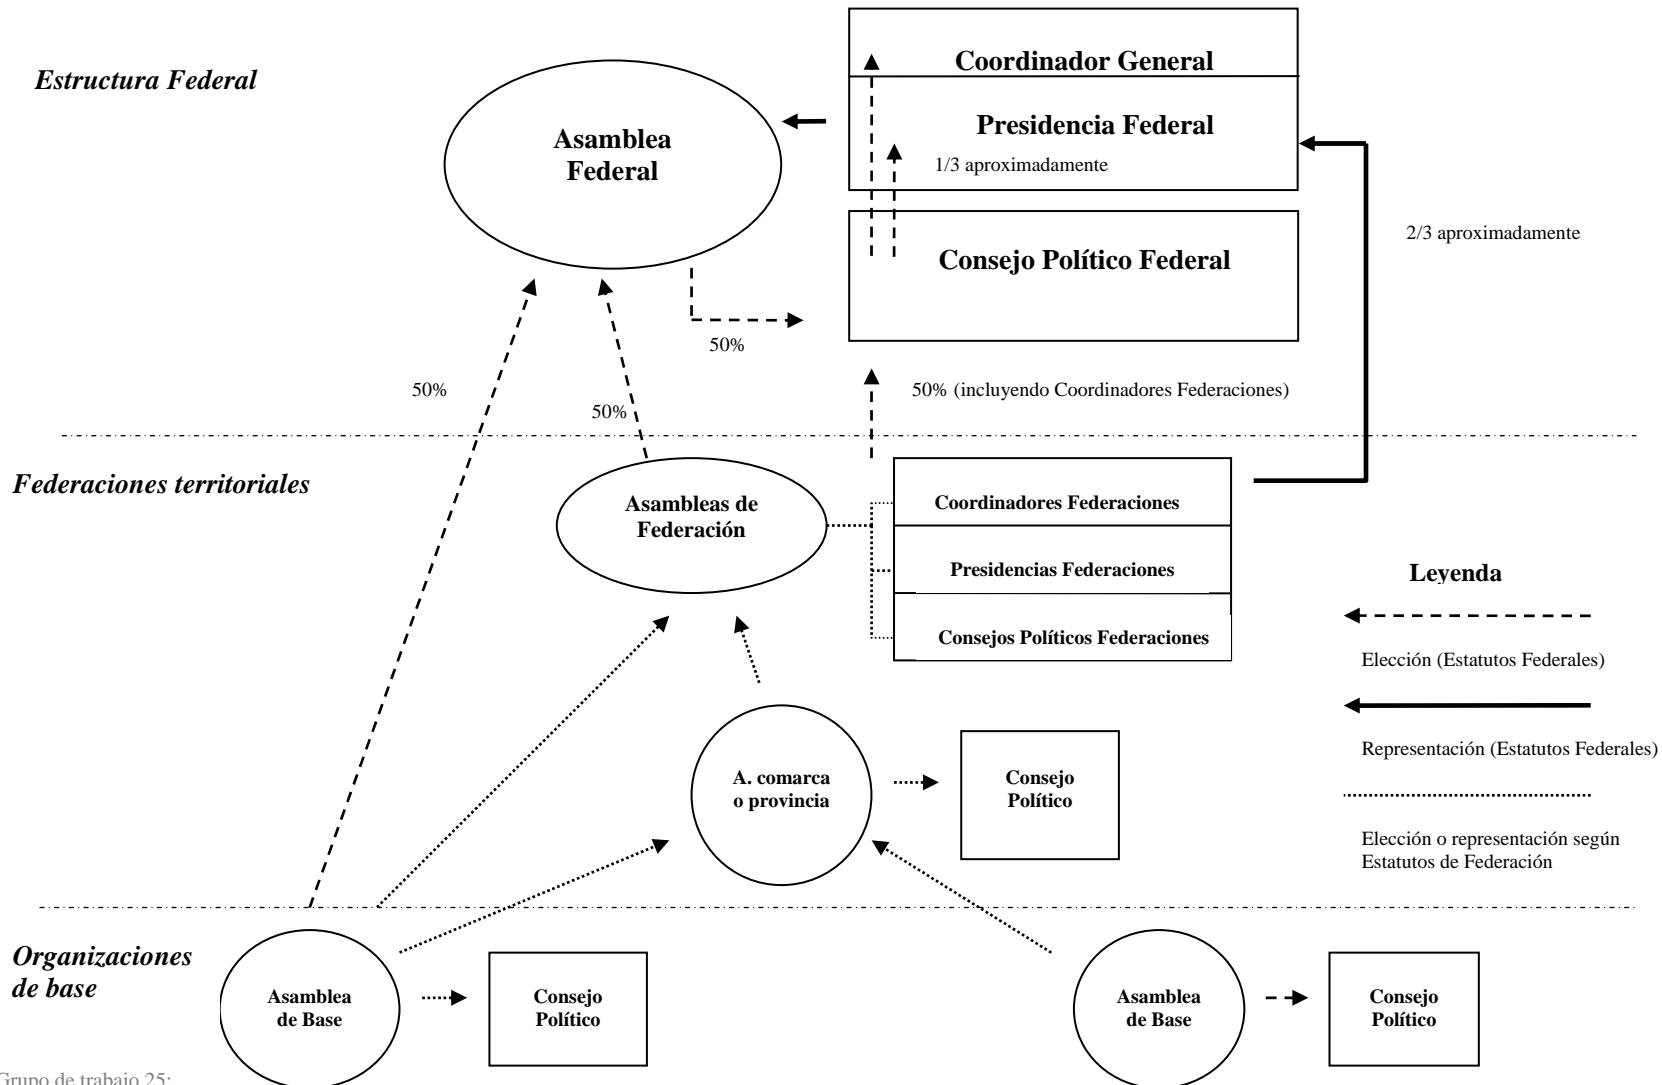 Estructura Federal
Coordinador General
Asamblea
Federal
Presidencia Federal
1/3 aproximadamente
2/3 aproximadamente
Consejo Político Federal
50%
50%
50% (incluyendo Coordinadores Federaciones)
50%
Federaciones territoriales
Asambleas de
Federación
Coordinadores Federaciones
Presidencias Federaciones
Consejos Políticos Federaciones
Leyenda
Elección (Estatutos Federales)
Representación (Estatutos Federales)
Elección o representación según
Estatutos de Federación
A. comarca
o provincia
Consejo
Político
Organizaciones
de base
Asamblea
de Base
Consejo
Político
Asamblea
de Base
Consejo
Político
Grupo de trabajo 25: